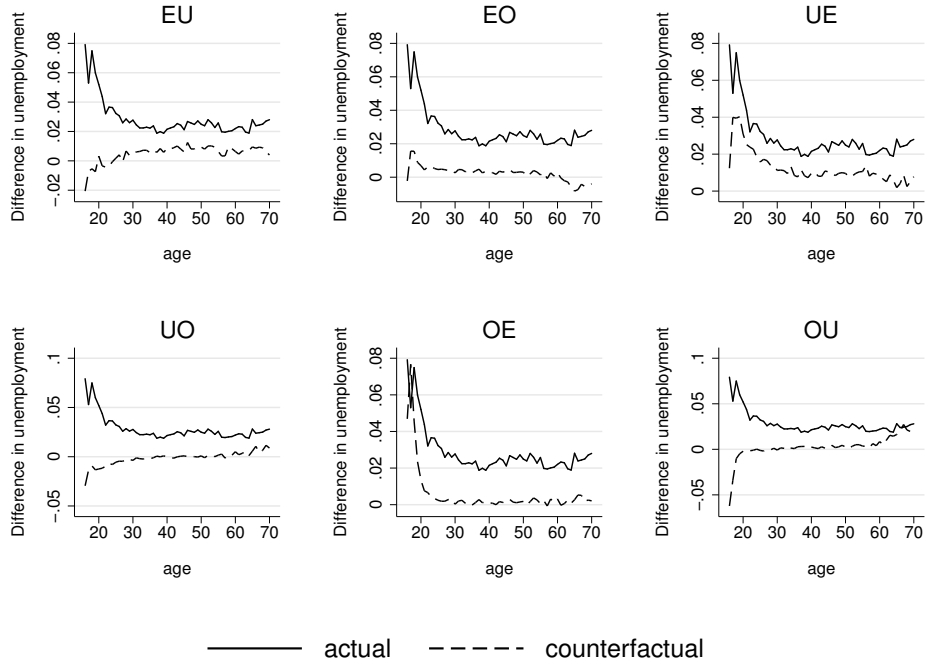 EU
Difference in unemployment
.08
.06
.04
.02
0
-.02
20 30 40 50 60 70
age
EO
Difference in unemployment
.08
.06
.04
.02
0
20 30 40 50 60 70
age
UE
Difference in unemployment
.08
.06
.04
.02
0
20 30 40 50 60 70
age
UO
Difference in unemployment
.1
.05
0
-.05
20 30 40 50 60 70
age
OE
Difference in unemployment
.08
.06
.04
.02
0
20 30 40 50 60 70
age
OU
Difference in unemployment
.1
.05
0
-.05
20 30 40 50 60 70
age
actual counterfactual